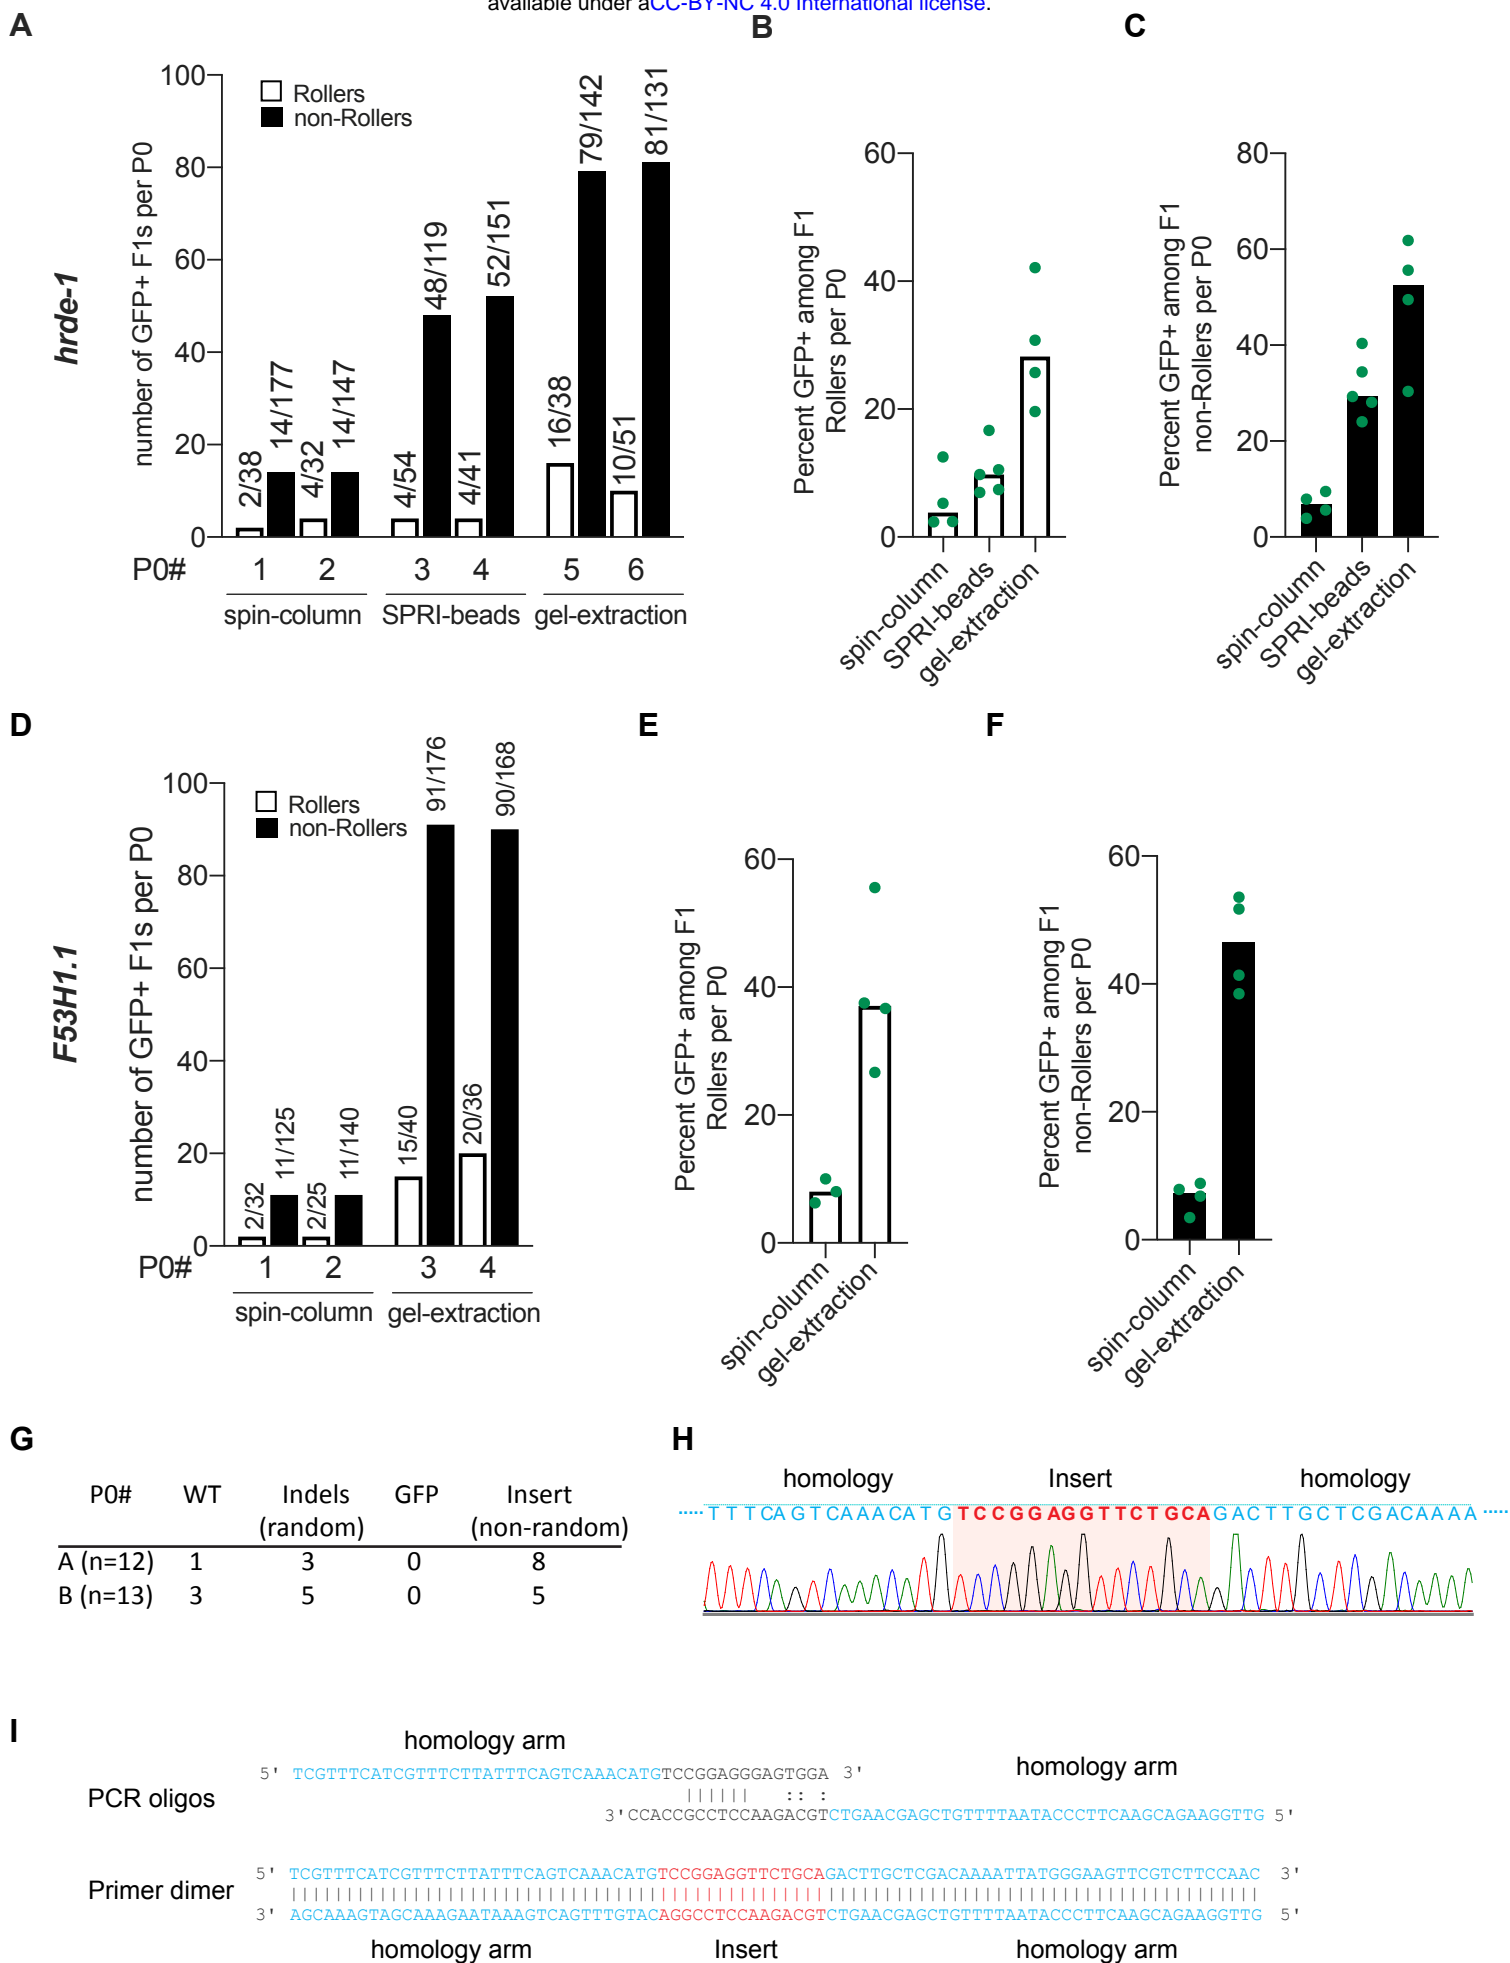 available under aCC-BY-NC 4.0 International license.
A
hrde-1
number of GFP+ F1s per P0
100
80
60
40
20
0
Rollers
non-Rollers
2/38
14/177
4/32
14/147
4/54
48/119
4/41
52/151
16/38
79/142
10/51
81/131
P0# 1 2 3 4 5 6
spin-column SPRI-beads gel-extraction
B
Percent GFP+ among F1
Rollers per P0
60
40
20
0
spin-column
SPRI-beads
gel-extraction
C
Percent GFP+ among F1
non-Rollers per P0
80
60
40
20
0
spin-column
SPRI-beads
gel-extraction
D
F53H1.1
number of GFP+ F1s per P0
100
80
60
40
20
0
Rollers
non-Rollers
2/32
11/125
2/25
11/140
15/40
91/176
20/36
90/168
P0# 1 2 3 4
spin-column gel-extraction
E
Percent GFP+ among F1
Rollers per P0
60
40
20
0
spin-column
gel-extraction
F
Percent GFP+ among F1
non-Rollers per P0
60
40
20
0
spin-column
gel-extraction
G
P0# WT Indels GFP Insert
(random) (non-random)
A (n=12) 1 3 0 8
B (n=13) 3 5 0 5
H
homology Insert homology
TTTCAGTCAAACATGTCCGGAGGTTCTGCAGACTTGCTCGACAAAA
I
homology arm
5' TCGTTTCATCGTTTCTTATTTCAGTCAAACATGTCCGGAGGGAGTGGA 3'
homology arm
PCR oligos
3'CCACCGCCTCCAAGACGTCTGAACGAGCTGTTTTAATACCCTTCAAGCAGAAGGTTG 5'
5' TCGTTTCATCGTTTCTTATTTCAGTCAAACATGTCCGGAGGTTCTGCAGACTTGCTCGACAAAATTATGGGAAGTTCGTCTTCCAAC 3'
Primer dimer
3' AGCAAAGTAGCAAAGAATAAAGTCAGTTTGTACAGGCCTCCAAGACGTCTGAACGAGCTGTTTTAATACCCTTCAAGCAGAAGGTTG 5'
homology arm Insert homology arm